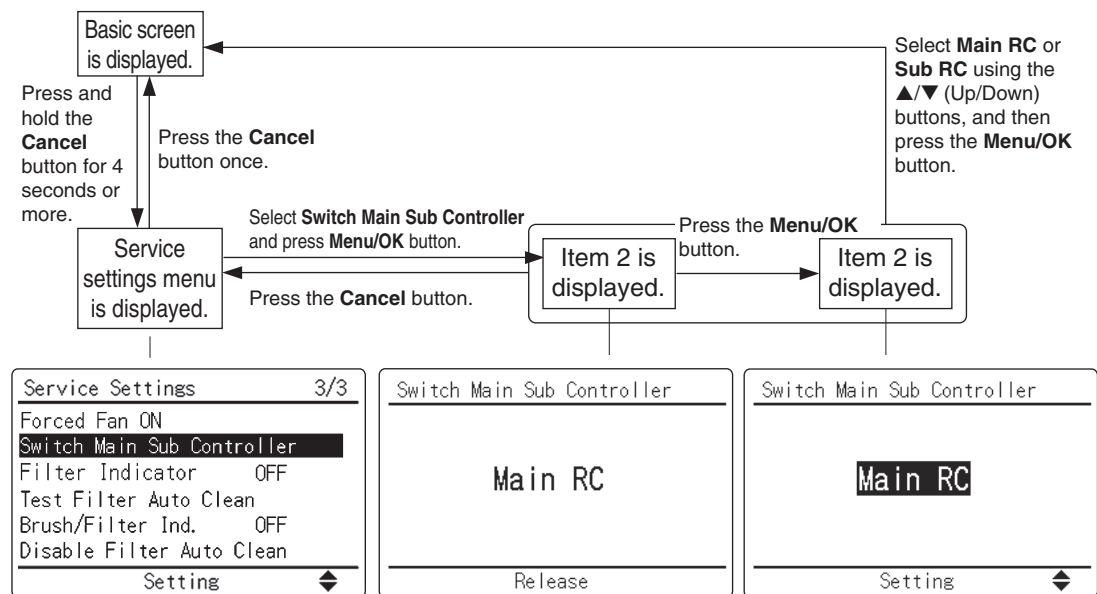 Basic screen
is displayed.
Press and
hold the
Cancel
button for 4
seconds or
more.
Press the Cancel
button once.
Select Main RC or
Sub RC using the
▲/▼ (Up/Down)
buttons, and then
press the Menu/OK
button.
Service
settings menu
is displayed.
Select Switch Main Sub Controller
and press Menu/OK button.
Press the Cancel button.
Item 2 is
displayed.
Press the Menu/OK
button.
Item 2 is
displayed.
Service Settings 3/3
Forced Fan ON
Switch Main Sub Controller
Filter Indicator OFF
Test Filter Auto Clean
Brush/Filter Ind. OFF
Disable Filter Auto Clean
Setting
Switch Main Sub Controller
Main RC
Release
Switch Main Sub Controller
Main RC
Setting